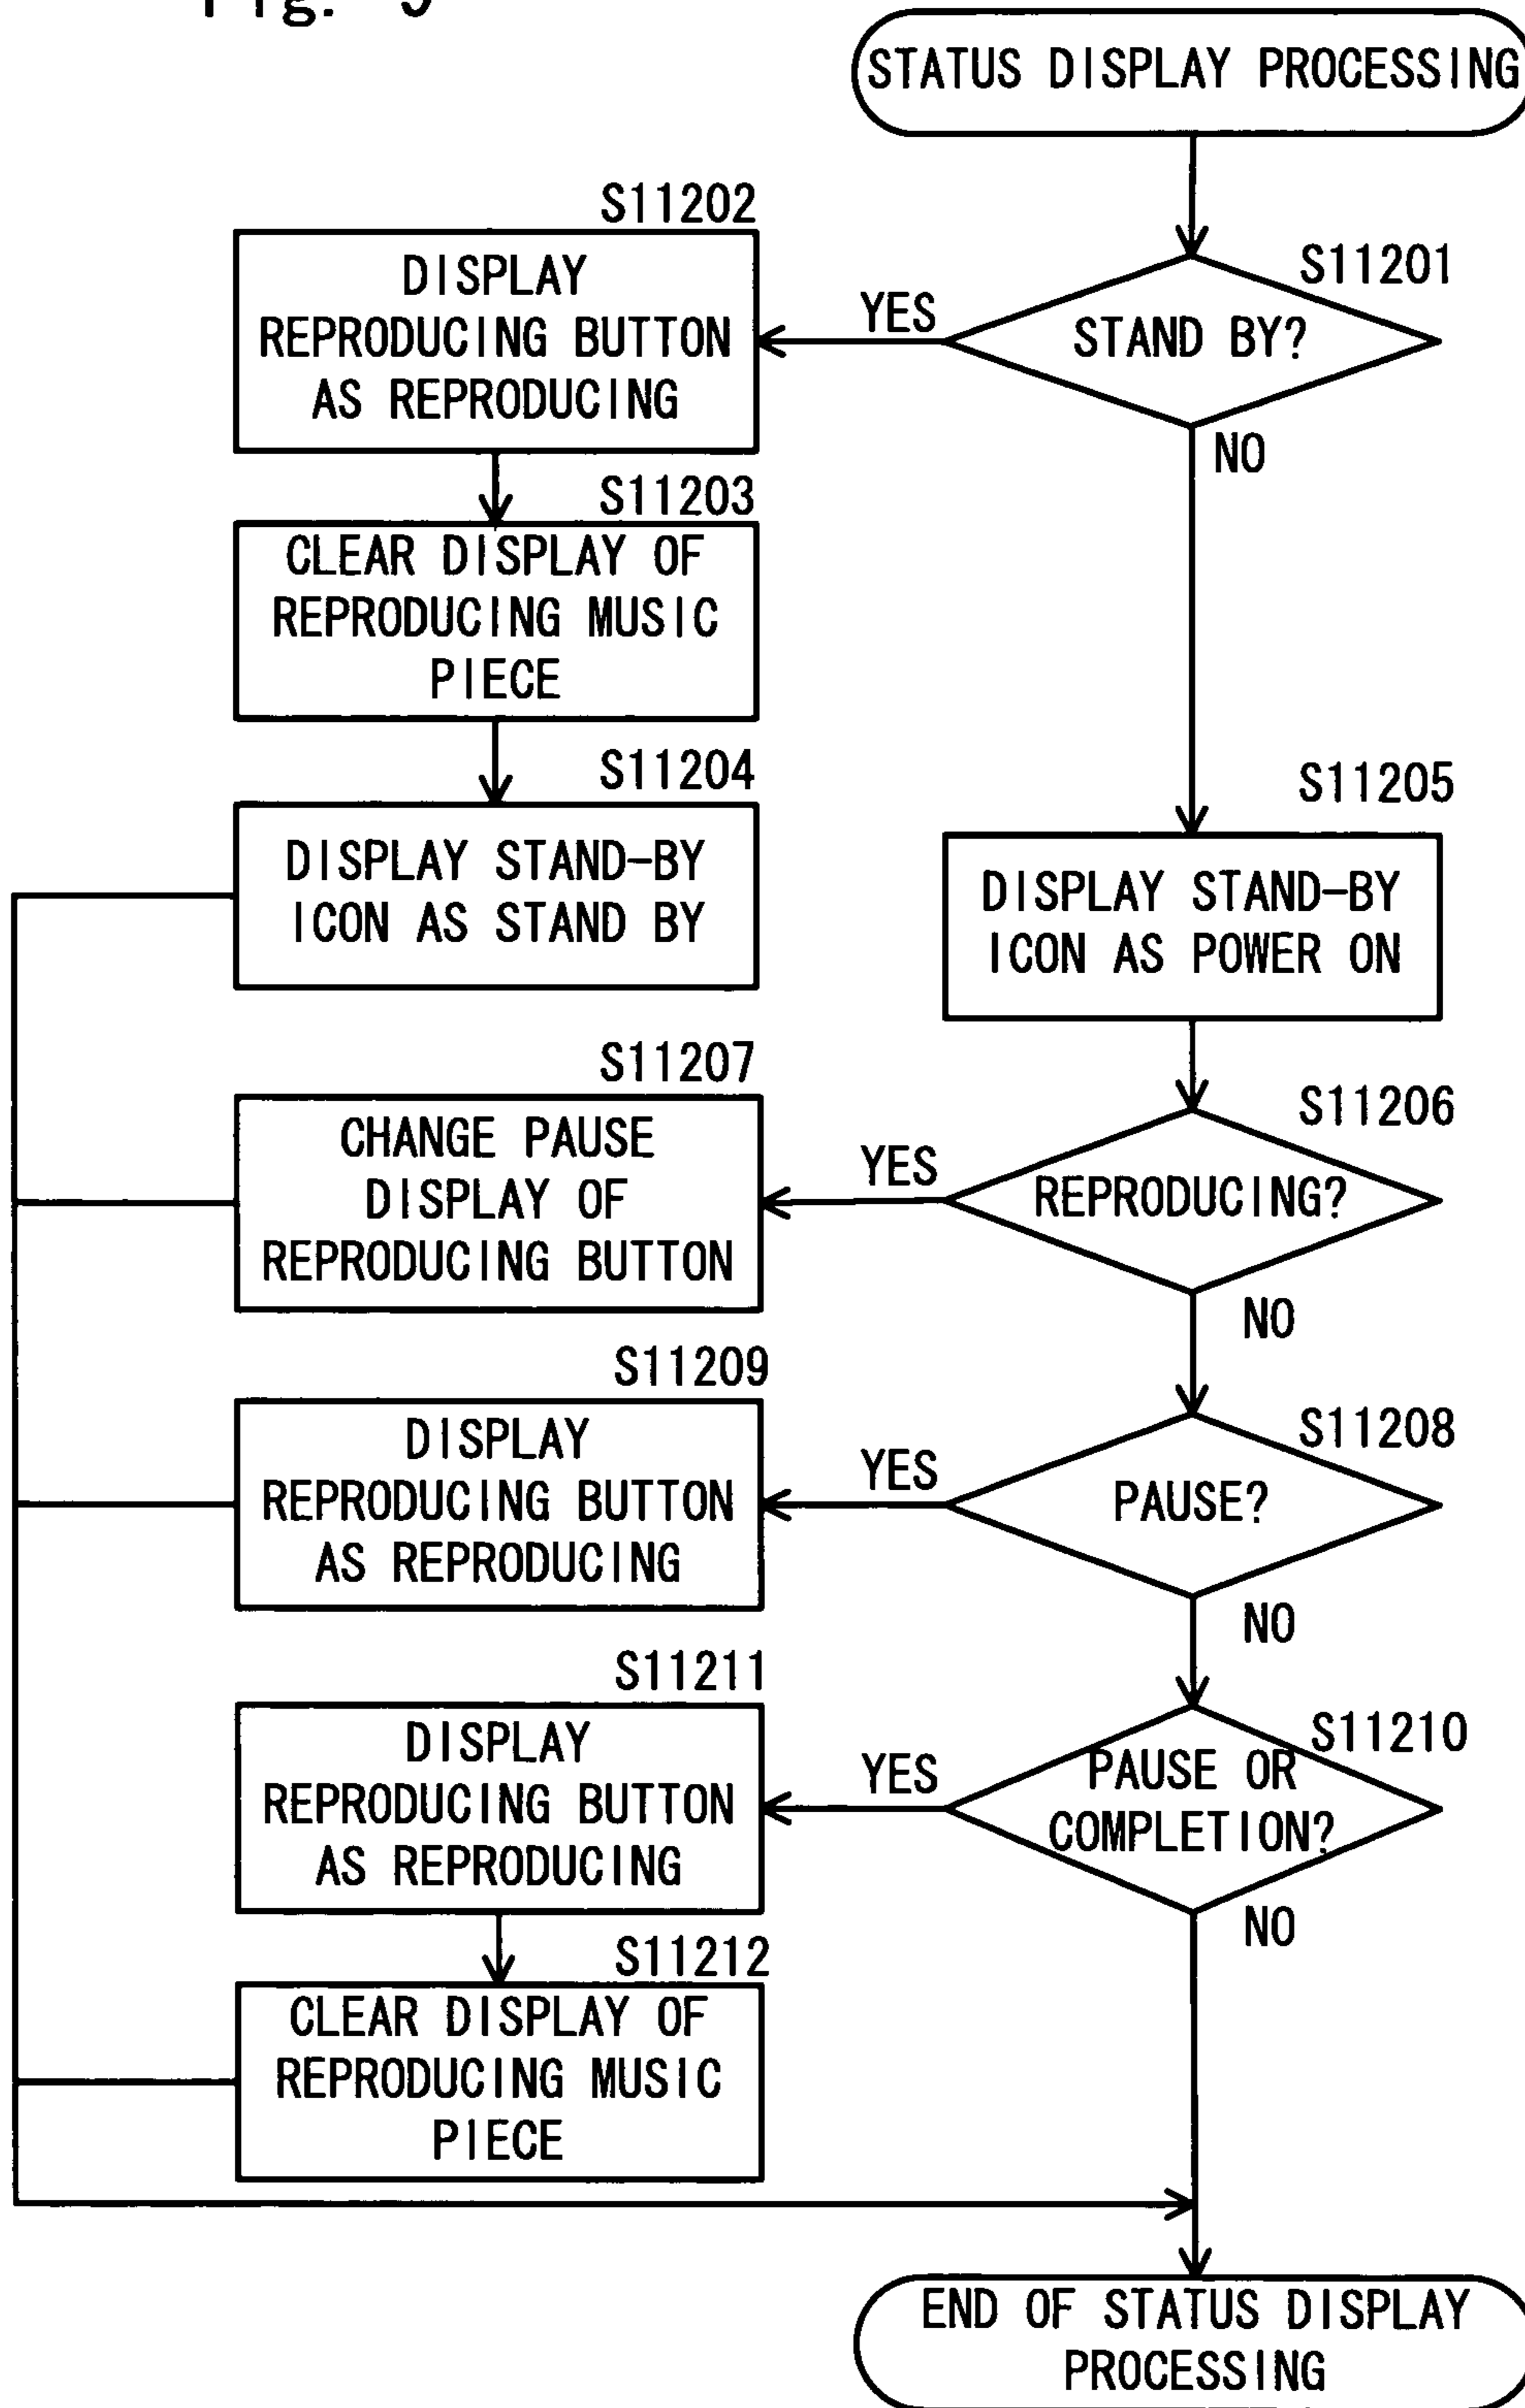 STATUS DISPLAY PROCESSING
S11201
STAND BY?
YES
NO
S11202
DISPLAY
REPRODUCING BUTTON
AS REPRODUCING
S11203
CLEAR DISPLAY OF
REPRODUCING MUSIC
PIECE
S11204
DISPLAY STAND-BY
ICON AS STAND BY
S11205
DISPLAY STAND-BY
ICON AS POWER ON
S11206
REPRODUCING?
YES
NO
S11207
CHANGE PAUSE
DISPLAY OF
REPRODUCING BUTTON
S11208
PAUSE?
YES
NO
S11209
DISPLAY
REPRODUCING BUTTON
AS REPRODUCING
S11210
PAUSE OR
COMPLETION?
YES
NO
S11211
DISPLAY
REPRODUCING BUTTON
AS REPRODUCING
S11212
CLEAR DISPLAY OF
REPRODUCING MUSIC
PIECE
END OF STATUS DISPLAY
PROCESSING